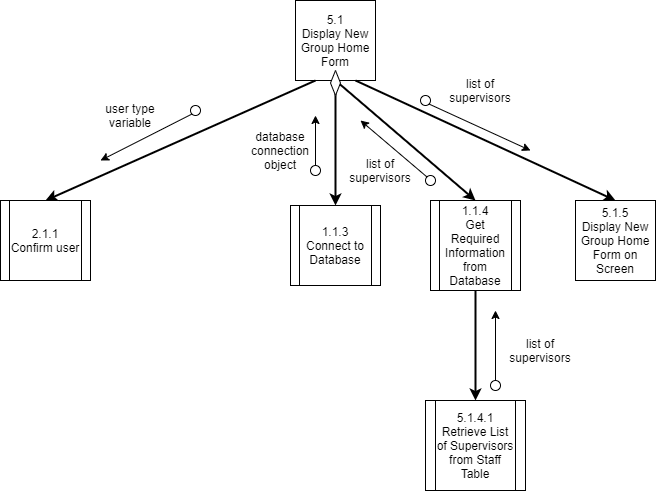 5.1
Display New
Group Home
Form
user type
variable
database
connection
object
list of
supervisors
list of
supervisors
2.1.1
Confirm user
1.1.3
Connect to
Database
1.1.4
Get
Required
Information
from
Database
5.1.5
Display New
Group Home
Form on
Screen
list of
supervisors
5.1.4.1
Retrieve List
of Supervisors
from Staff
Table